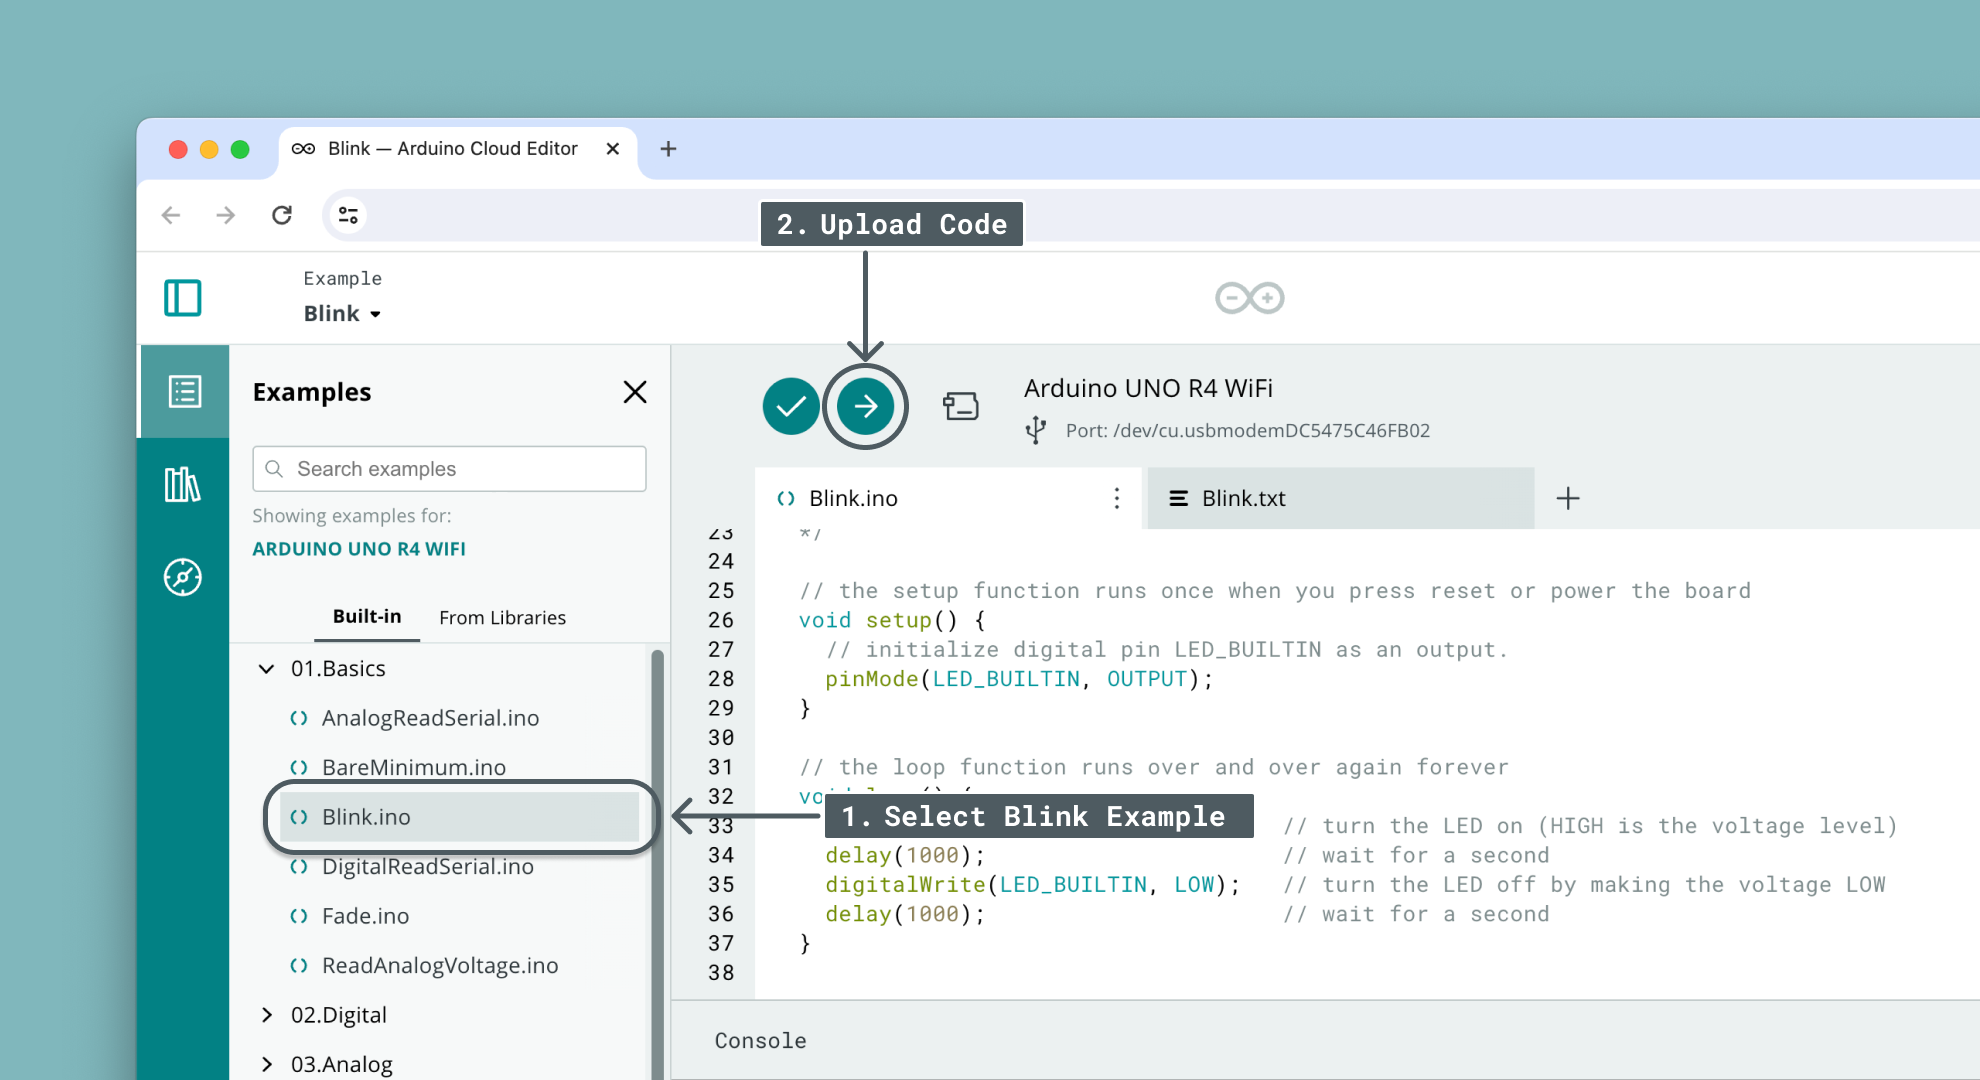 Blink — Arduino Cloud Editor
2. Upload Code
Example
Blink
Examples
Search examples
Showing examples for:
ARDUINO UNO R4 WIFI
Built-in From Libraries
01.Basics
AnalogReadSerial.ino
BareMinimum.ino
Blink.ino
DigitalReadSerial.ino
Fade.ino
ReadAnalogVoltage.ino
02.Digital
03.Analog
Arduino UNO R4 WiFi
Port: /dev/cu.usbmodemDC5475C46FB02
Blink.ino Blink.txt
23 */
24
25 // the setup function runs once when you press reset or power the board
26 void setup() {
27 // initialize digital pin LED_BUILTIN as an output.
28 pinMode(LED_BUILTIN, OUTPUT);
29 }
30
31 // the loop function runs over and over again forever
32
1. Select Blink Example
33 // turn the LED on (HIGH is the voltage level)
34 delay(1000); // wait for a second
35 digitalWrite(LED_BUILTIN, LOW); // turn the LED off by making the voltage LOW
36 delay(1000); // wait for a second
37 }
38
Console